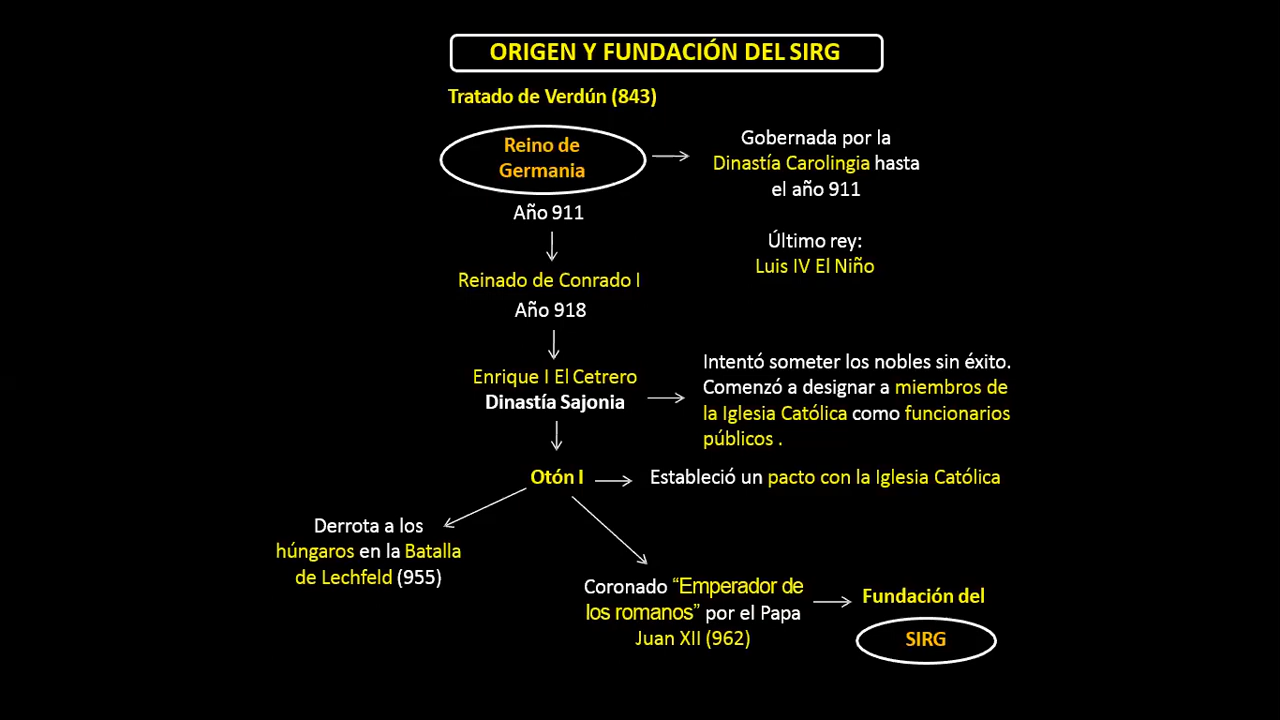 ORIGEN Y FUNDACIÓN DEL SIRG
Tratado de Verdún (843)
Reino de
Germania
Gobernada por la
Dinastía Carolingia hasta
el año 911
Año 911
Último rey:
Luis IV El Niño
Reinado de Conrado I
Año 918
Enrique I El Cetrero
Dinastía Sajonia
Intentó someter los nobles sin éxito.
Comenzó a designar a miembros de
la Iglesia Católica como funcionarios
públicos .
Otón I
Estableció un pacto con la Iglesia Católica
Derrota a los
húngaros en la Batalla
de Lechfeld (955)
Coronado “Emperador de
los romanos” por el Papa
Juan XII (962)
Fundación del
SIRG